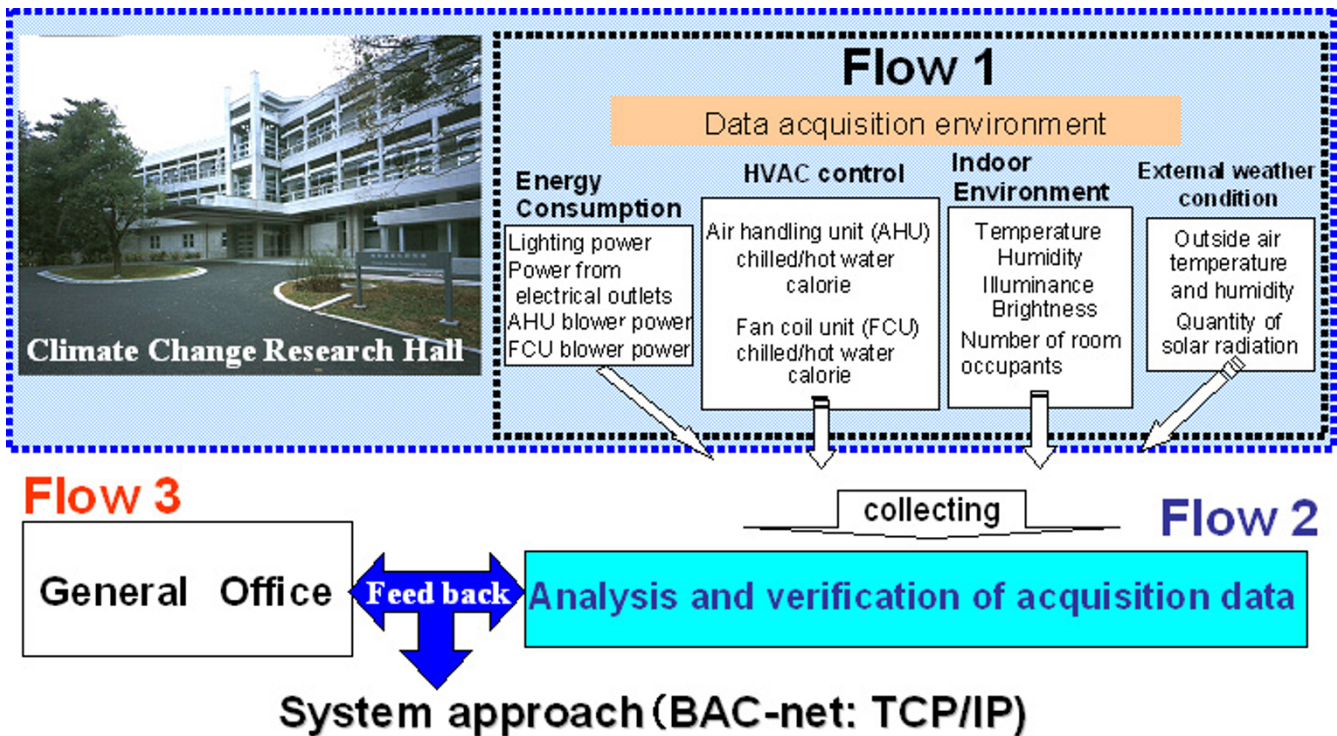 Climate Change Research Hall
Flow 1
Data acquisition environment
Energy
Consumption
Lighting power
Power from
electrical outlets
AHU blower power
FCU blower power
HVAC control
Air handling unit (AHU)
chilled/hot water
calorie
Fan coil unit (FCU)
chilled/hot water
calorie
Indoor
Environment
Temperature
Humidity
Illuminance
Brightness
Number of room
occupants
External weather
condition
Outside air
temperature
and humidity
Quantity of
solar radiation
collecting
Flow 2
Analysis and verification of acquisition data
Flow 3
General Office
Feed back
System approach (BAC-net: TCP/IP)